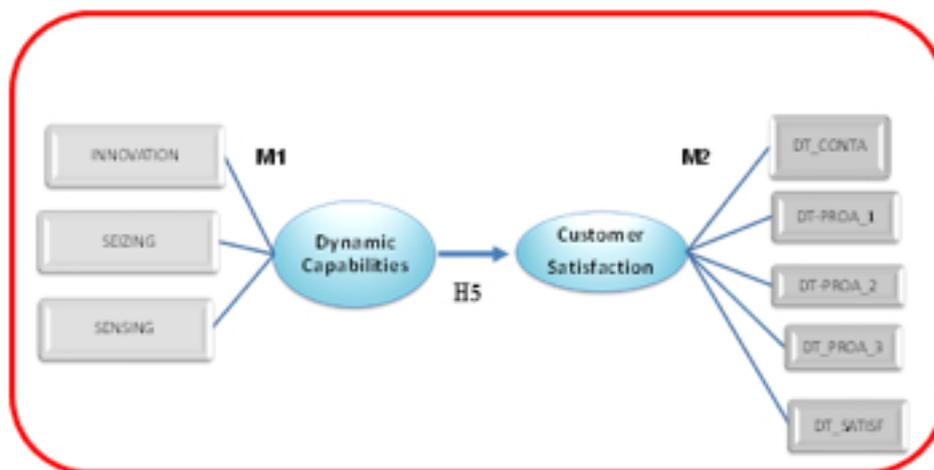 INNOVATION
SEIZING
SENSING
M1
Dynamic
Capabilities
H5
Customer
Satisfaction
M2
DT_CONTA
DT-PROA_1
DT-PROA_2
DT_PROA_3
DT_SATISF